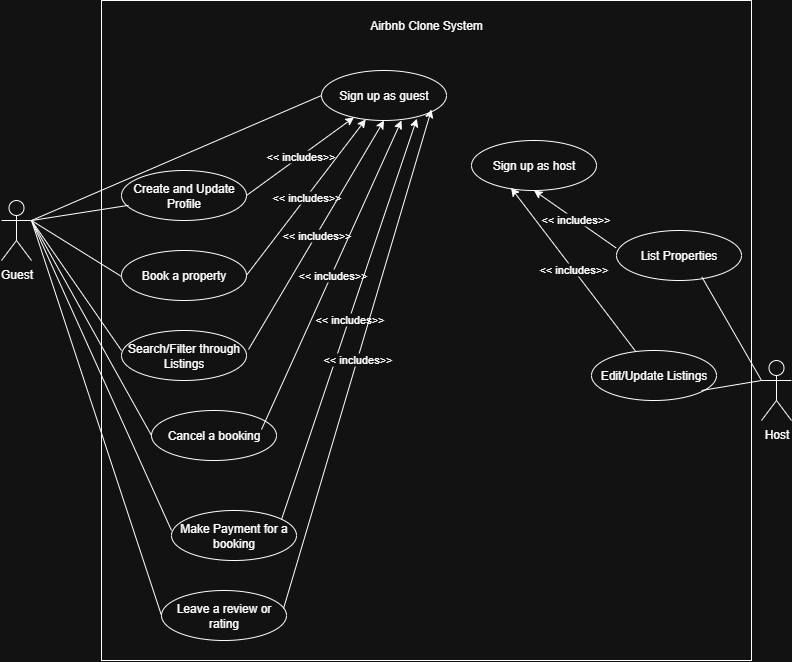 Airbnb Clone System
Sign up as guest
<< includes>>
Sign up as host
Create and Update
Profile
<< includes>>
<< includes>>
<< includes>>
List Properties
Guest
Book a property
<< includes>>
<< includes>>
<< includes>>
Search/Filter through
Listings
<< includes>>
Edit/Update Listings
Cancel a booking
Host
Make Payment for a
booking
Leave a review or
rating